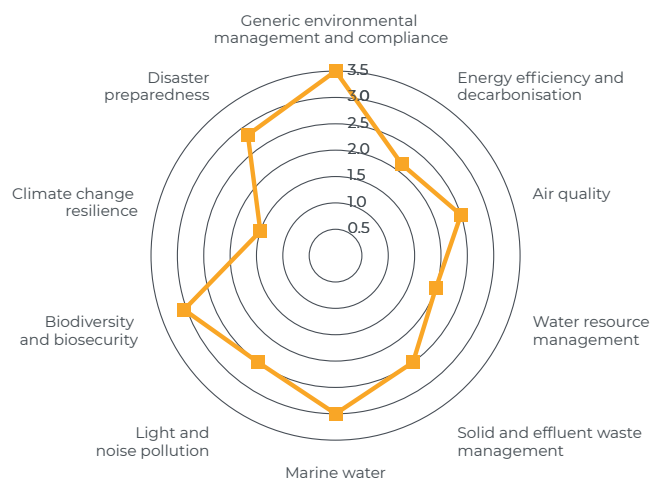 Generic environmental
management and compliance
Disaster
preparedness
Energy efficiency and
decarbonisation
3.5
3.0
2.5
2.0
1.5
1.0
0.5
Climate change
resilience
Air quality
Biodiversity
and biosecurity
Water resource
management
Light and
noise pollution
Solid and effluent waste
management
Marine water